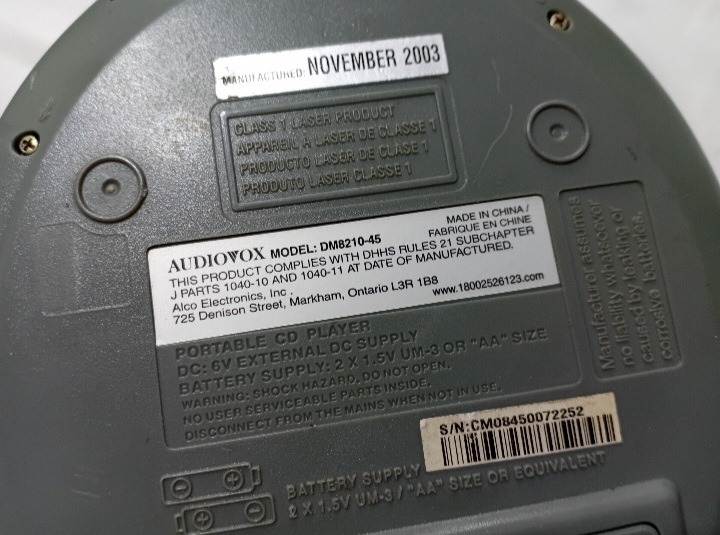 MANUFACTURED: NOVEMBER 2003
CLASS 1 LASER PRODUCT
APPAREIL A LASER DE CLASSE 1
PRODUCTO LASER DE CLASE 1
PRODUTO LASER CLASSE 1
AUDIOVOX MODEL: DM8210-45
MADE IN CHINA /
FABRIQUE EN CHINE
THIS PRODUCT COMPLIES WITH DHHS RULES 21 SUBCHAPTER
J PARTS 1040-10 AND 1040-11 AT DATE OF MANUFACTURED.
Alco Electronics, Inc.
725 Denison Street, Markham, Ontario L3R 1B8
www.18002526123.com
Manufacturer assumes
no liability for leaking or
caused by
corrosive batteries.
PORTABLE CD PLAYER
DC: 6V EXTERNAL DC SUPPLY
BATTERY SUPPLY: 2 X 1.5V UM-3 OR "AA" SIZE
WARNING: SHOCK HAZARD. DO NOT OPEN.
NO USER SERVICEABLE PARTS INSIDE.
DISCONNECT FROM THE MAINS WHEN NOT IN USE.
S/N:CM08450072252
BATTERY SUPPLY
2 X 1.5V UM-3 / "AA" SIZE OR EQUIVALENT